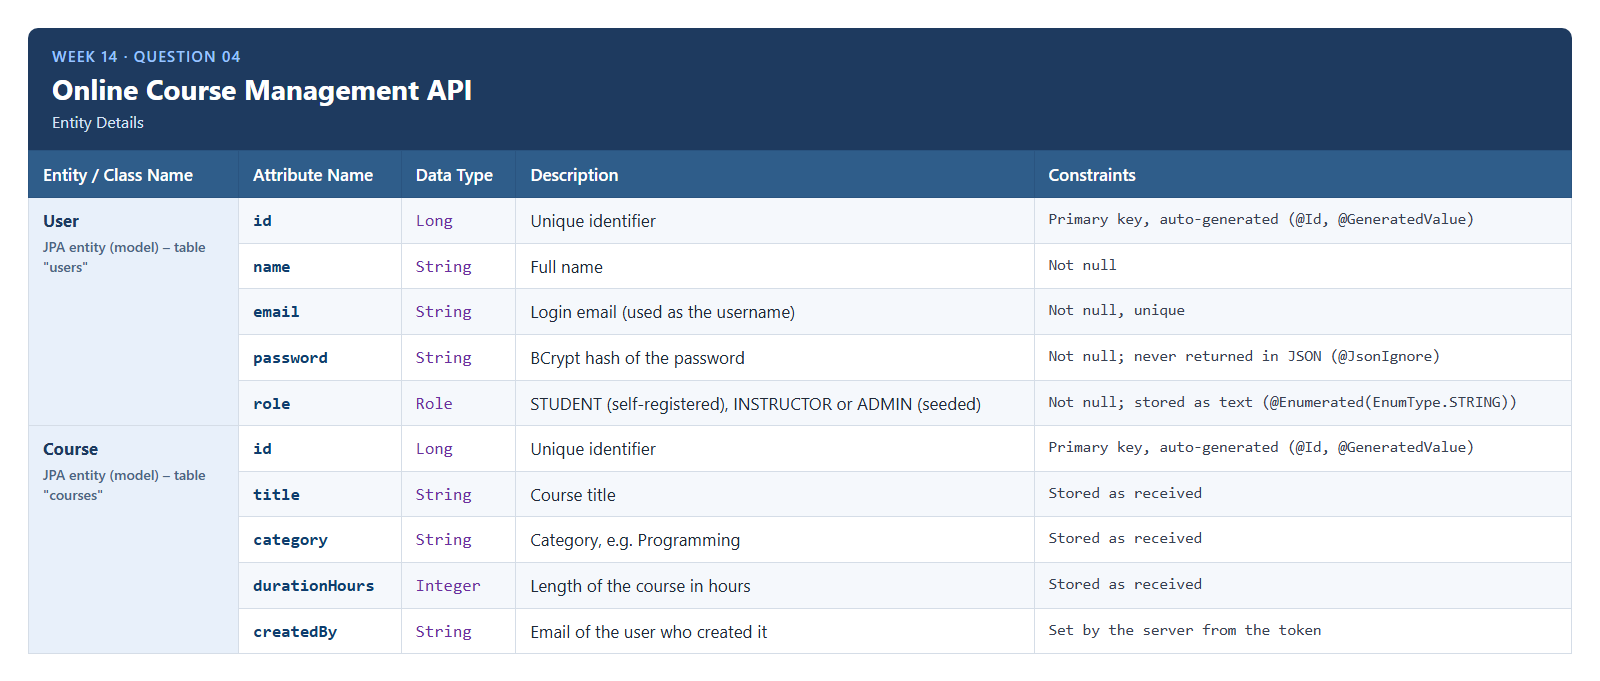 WEEK 14 · QUESTION 04
Online Course Management API
Entity Details
Entity / Class Name Attribute Name Data Type Description Constraints
User id Long Unique identifier Primary key, auto-generated (@Id, @GeneratedValue)
JPA entity (model) – table
"users"
name String Full name Not null
email String Login email (used as the username) Not null, unique
password String BCrypt hash of the password Not null; never returned in JSON (@JsonIgnore)
role Role STUDENT (self-registered), INSTRUCTOR or ADMIN (seeded) Not null; stored as text (@Enumerated(EnumType.STRING))
Course id Long Unique identifier Primary key, auto-generated (@Id, @GeneratedValue)
JPA entity (model) – table
"courses"
title String Course title Stored as received
category String Category, e.g. Programming Stored as received
durationHours Integer Length of the course in hours Stored as received
createdBy String Email of the user who created it Set by the server from the token